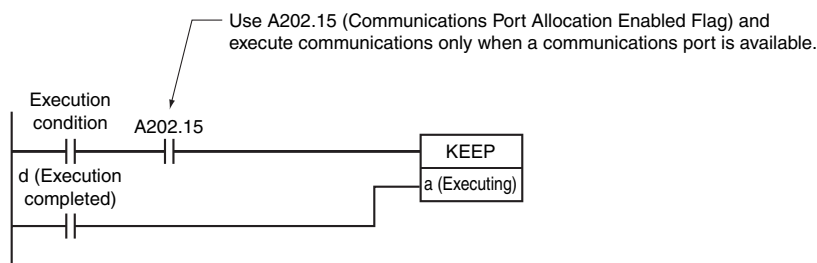 Use A202.15 (Communications Port Allocation Enabled Flag) and
execute communications only when a communications port is available.
Execution
condition
A202.15
KEEP
d (Execution
completed)
a (Executing)